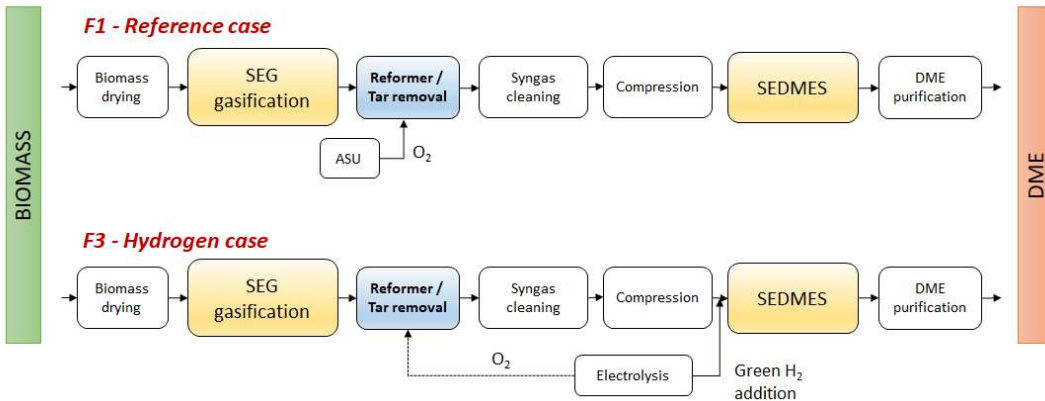 F1 - Reference case
BIOMASS
Biomass
drying
SEG
gasification
Reformer /
Tar removal
Syngas
cleaning
Compression
SEDMES
DME
purification
DME
ASU
O₂
F3 - Hydrogen case
Biomass
drying
SEG
gasification
Reformer /
Tar removal
Syngas
cleaning
Compression
SEDMES
DME
purification
O₂
Electrolysis
Green H₂
addition